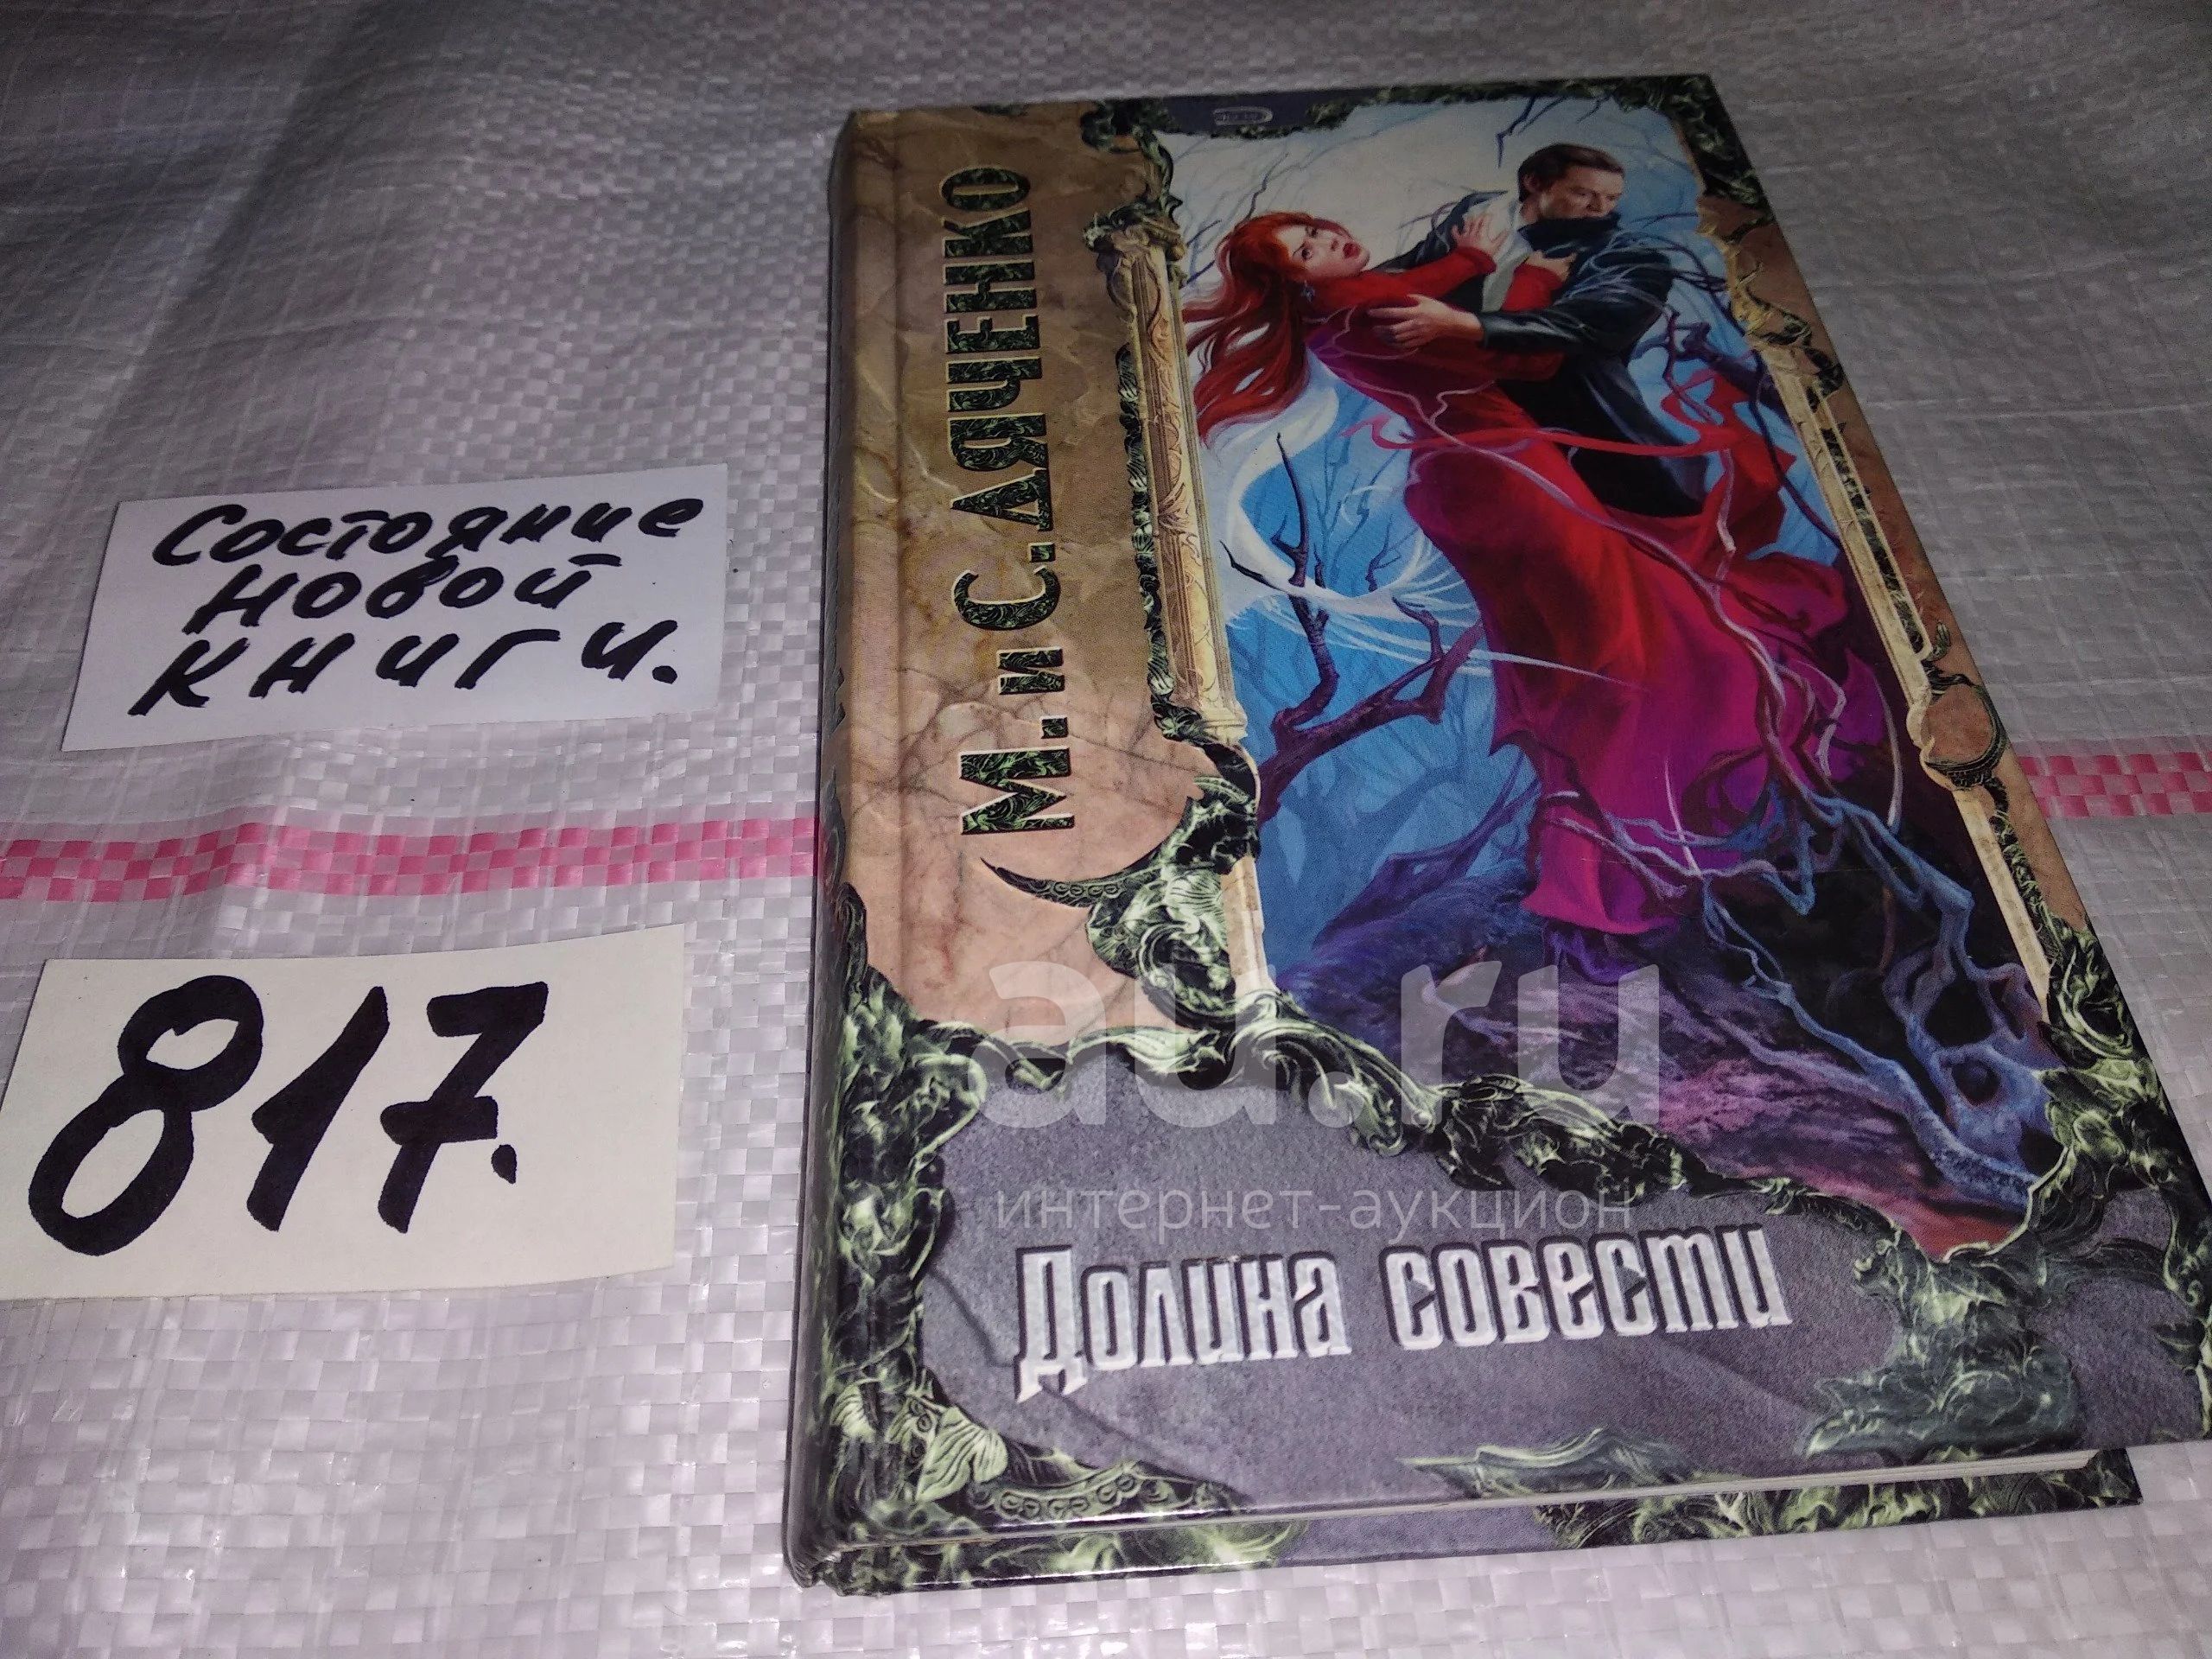 Состояние
новой
книги.
817.
М. и С. Дяченко
Долина совести
au.ru
интернет-аукцион